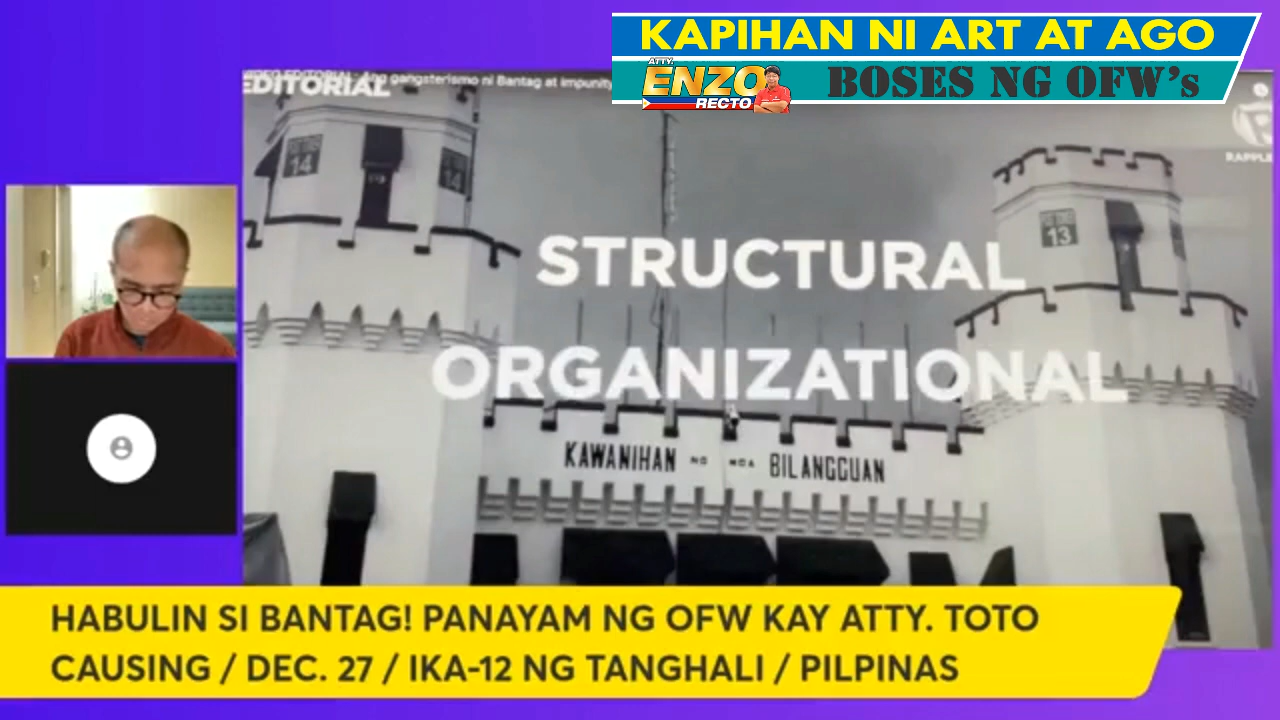 KAPIHAN NI ART AT AGO
ATTY.
ENZO
RECTO
BOSES NG OFW's
Ang gangsterismo ni Bantag at impunity
EDITORIAL
RAPPLE
14
14
13
STRUCTURAL
ORGANIZATIONAL
KAWANIHAN NG MGA BILANGGUAN
HABULIN SI BANTAG! PANAYAM NG OFW KAY ATTY. TOTO
CAUSING / DEC. 27 / IKA-12 NG TANGHALI / PILPINAS